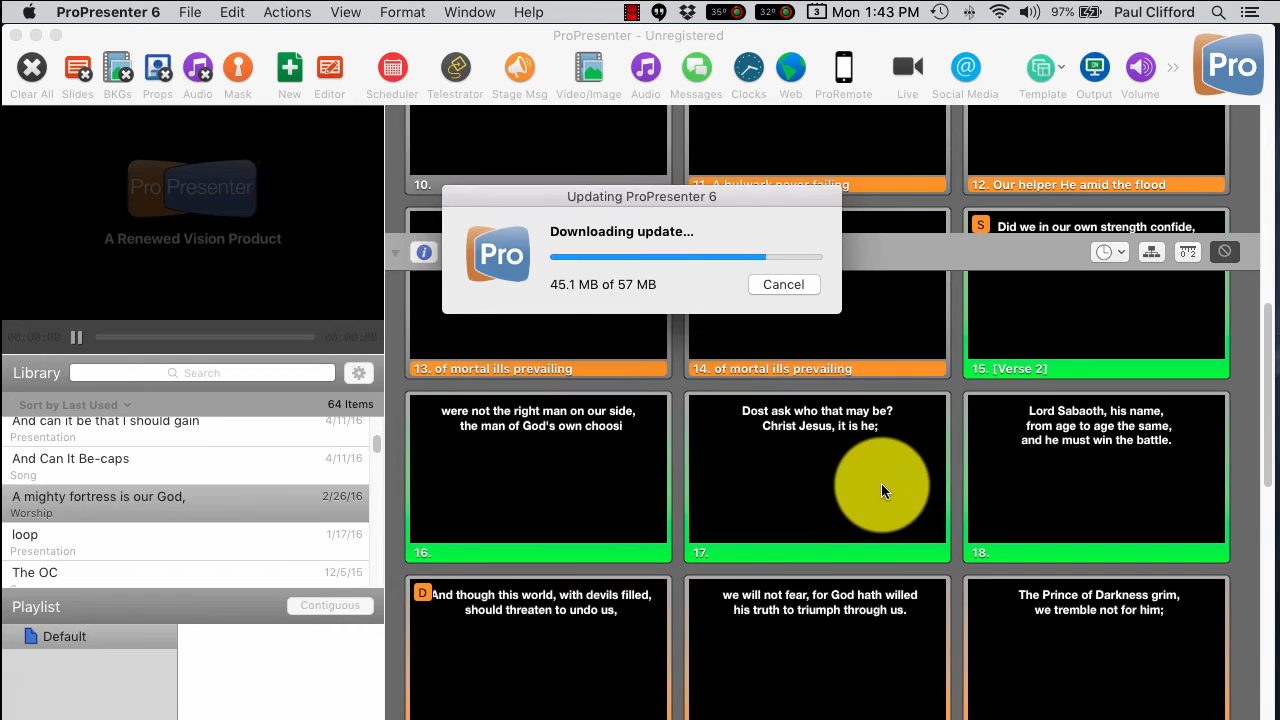 ProPresenter 6 File Edit Actions View Format Window Help 35° 32° 3 Mon 1:43 PM 97% Paul Clifford
ProPresenter - Unregistered
Clear All Slides BKGs Props Audio Mask New Editor Scheduler Telestrator Stage Msg Video/Image Audio Messages Clocks Web ProRemote Live Social Media Template Output Volume
Pro
ProPresenter
A Renewed Vision Product
00:00:00 00:00:00
Library Search
Sort by Last Used 64 Items
And can it be that I should gain 4/11/16
Presentation
And Can It Be-caps 4/11/16
Song
A mighty fortress is our God, 2/26/16
Worship
loop 1/17/16
Presentation
The OC 12/5/15
Playlist Contiguous
Default
10.
11. A bulwark never failing
12. Our helper He amid the flood
Updating ProPresenter 6
Pro
Downloading update...
45.1 MB of 57 MB
Cancel
13. of mortal ills prevailing
14. of mortal ills prevailing
S
Did we in our own strength confide,
15. [Verse 2]
were not the right man on our side,
the man of God's own choosi
16.
Dost ask who that may be?
Christ Jesus, it is he;
17.
Lord Sabaoth, his name,
from age to age the same,
and he must win the battle.
18.
D
And though this world, with devils filled,
should threaten to undo us,
we will not fear, for God hath willed
his truth to triumph through us.
The Prince of Darkness grim,
we tremble not for him;